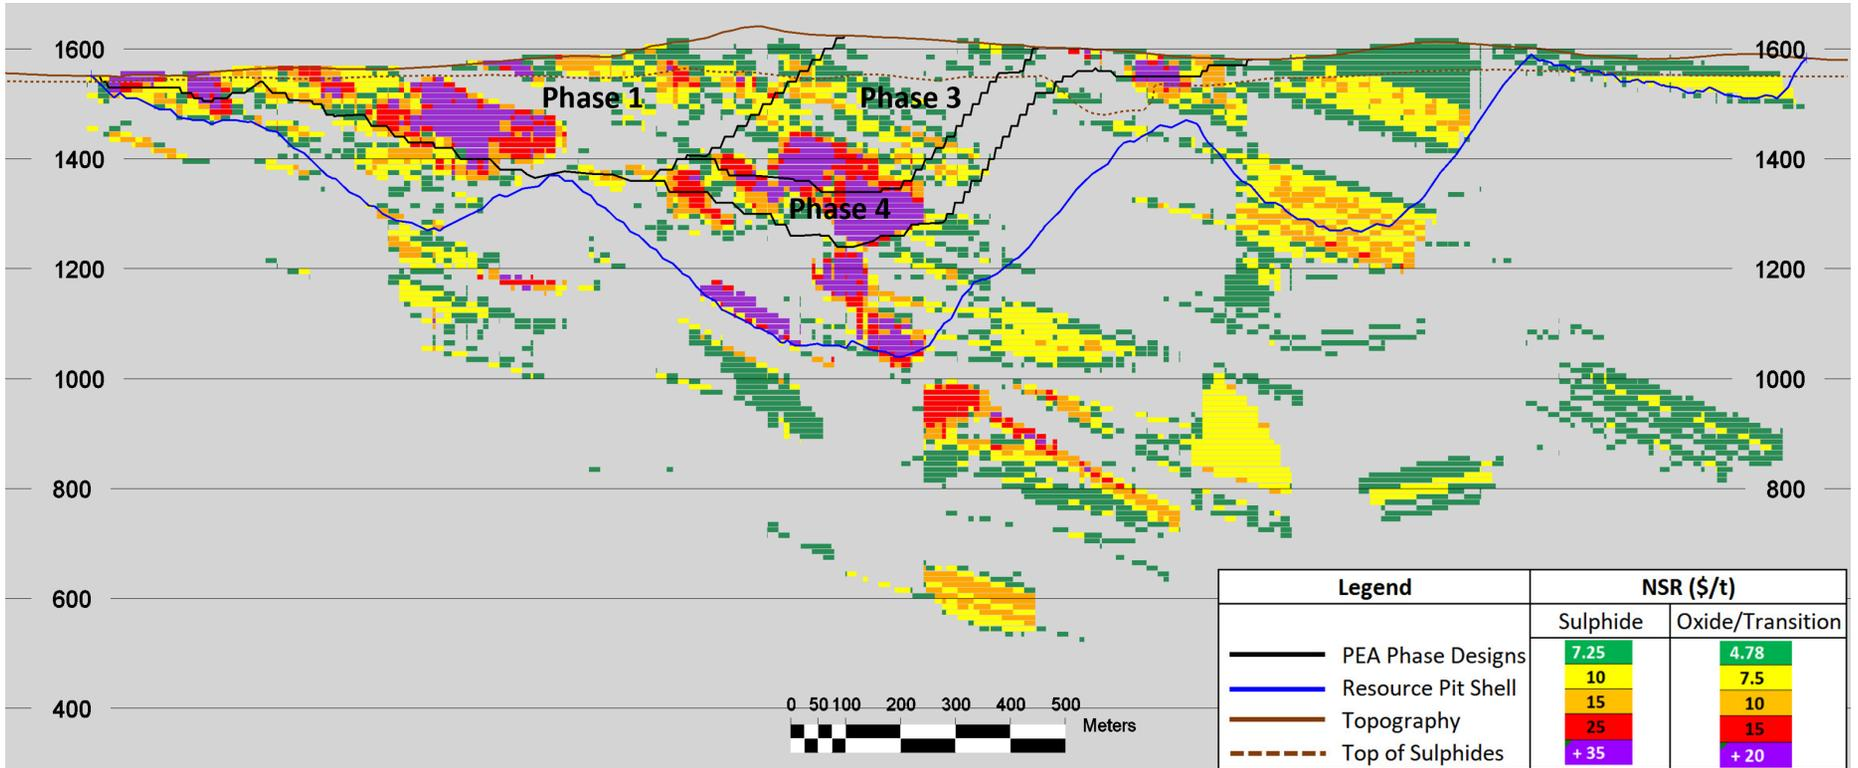 1600 1600
Phase 1 Phase 3
1400 1400
Phase 4
1200 1200
1000 1000
800 800
600
400
0 50 100 200 300 400 500
Meters
Legend NSR ($/t)
Sulphide Oxide/Transition
PEA Phase Designs 7.25 4.78
Resource Pit Shell 10 7.5
15 10
Topography 25 15
Top of Sulphides + 35 + 20